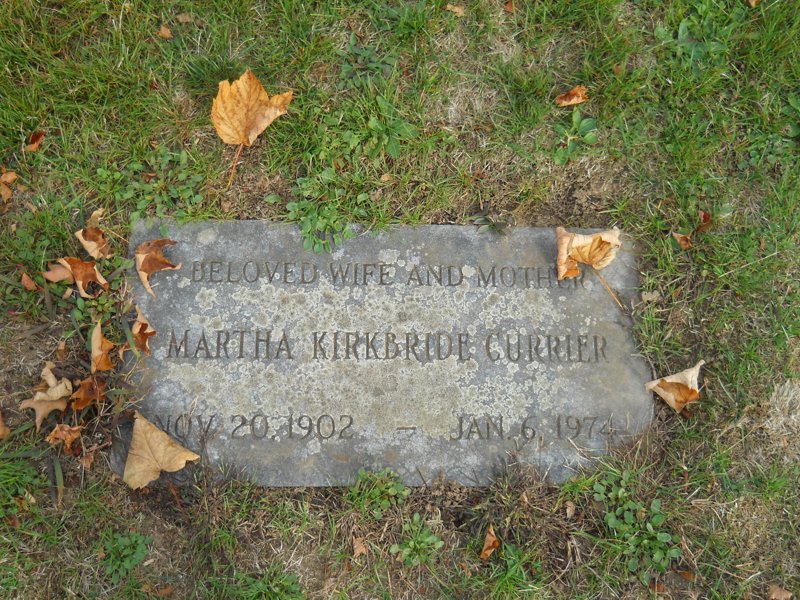 BELOVED WIFE AND MOTHER
MARTHA KIRKBRIDE CURRIER
NOV. 20, 1902 — JAN. 6, 1974